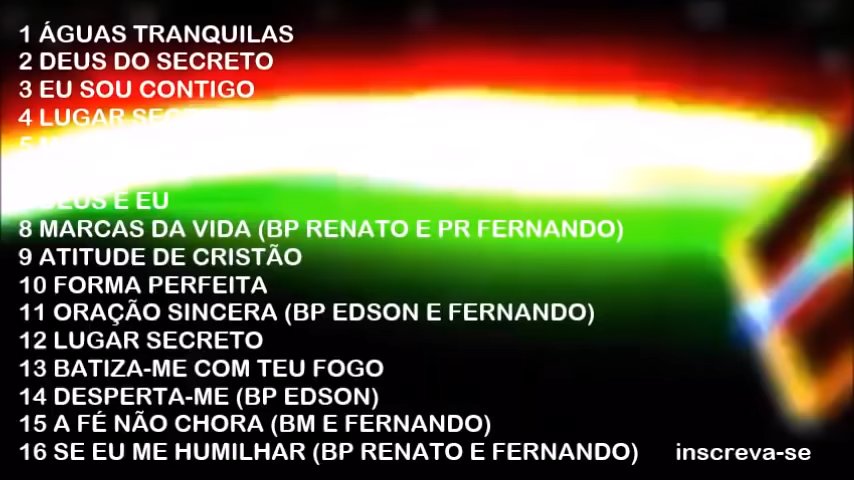 1 ÁGUAS TRANQUILAS
2 DEUS DO SECRETO
3 EU SOU CONTIGO
4 LUGAR
E EU
8 MARCAS DA VIDA (BP RENATO E PR FERNANDO)
9 ATITUDE DE CRISTÃO
10 FORMA PERFEITA
11 ORAÇÃO SINCERA (BP EDSON E FERNANDO)
12 LUGAR SECRETO
13 BATIZA-ME COM TEU FOGO
14 DESPERTA-ME (BP EDSON)
15 A FÉ NÃO CHORA (BM E FERNANDO)
16 SE EU ME HUMILHAR (BP RENATO E FERNANDO) inscreva-se